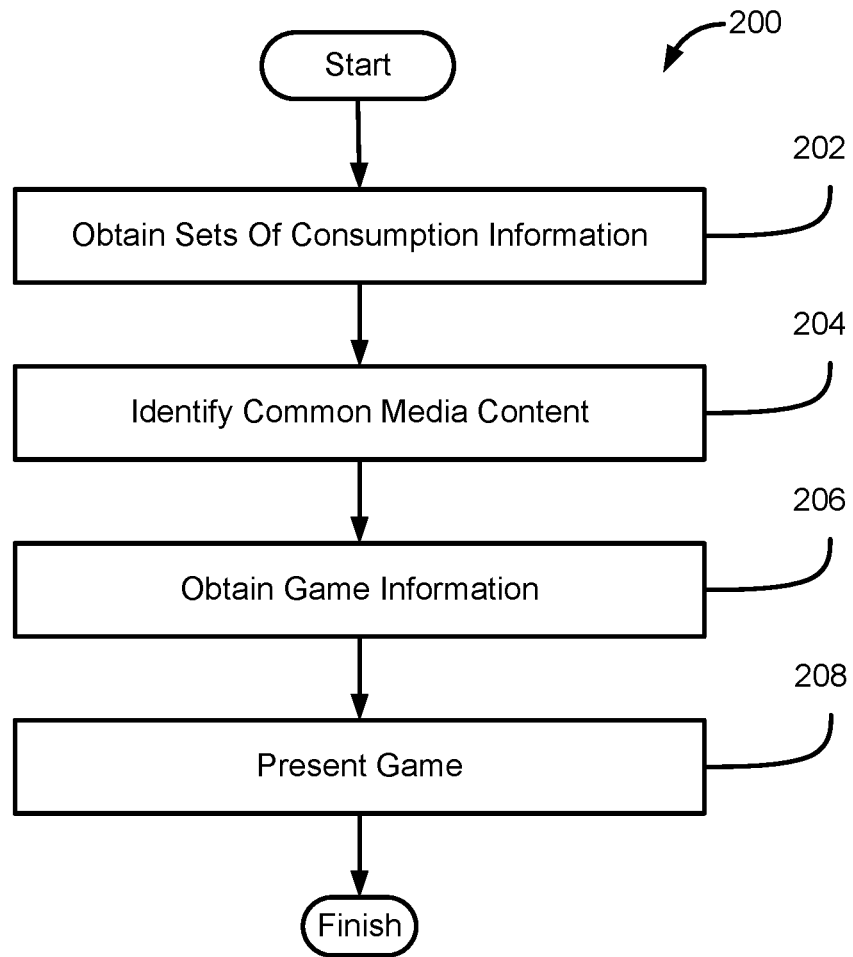 200
Start
202
Obtain Sets Of Consumption Information
204
Identify Common Media Content
206
Obtain Game Information
208
Present Game
Finish